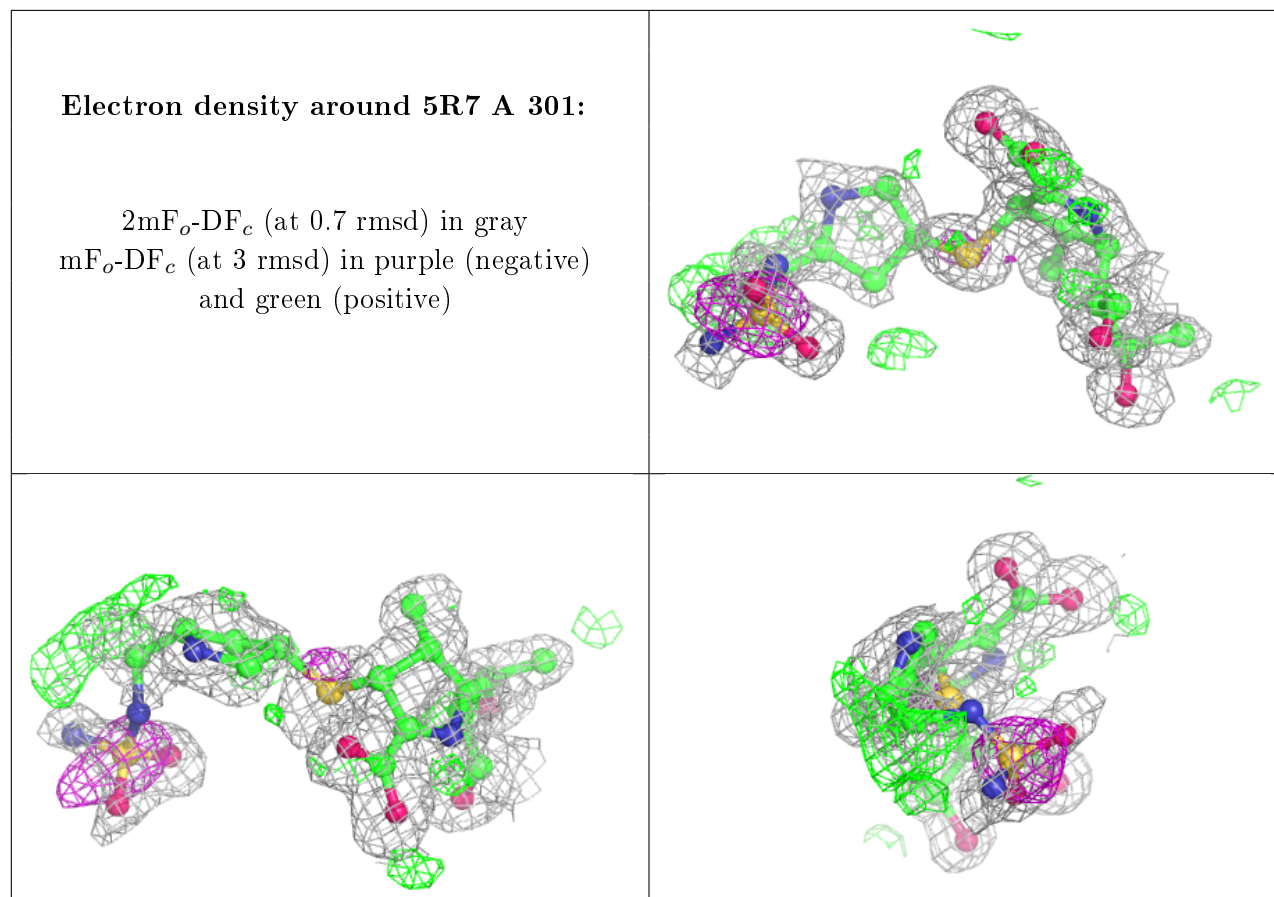 Electron density around 5R7 A 301:
2mFo-DFc (at 0.7 rmsd) in gray
mFo-DFc (at 3 rmsd) in purple (negative)
and green (positive)